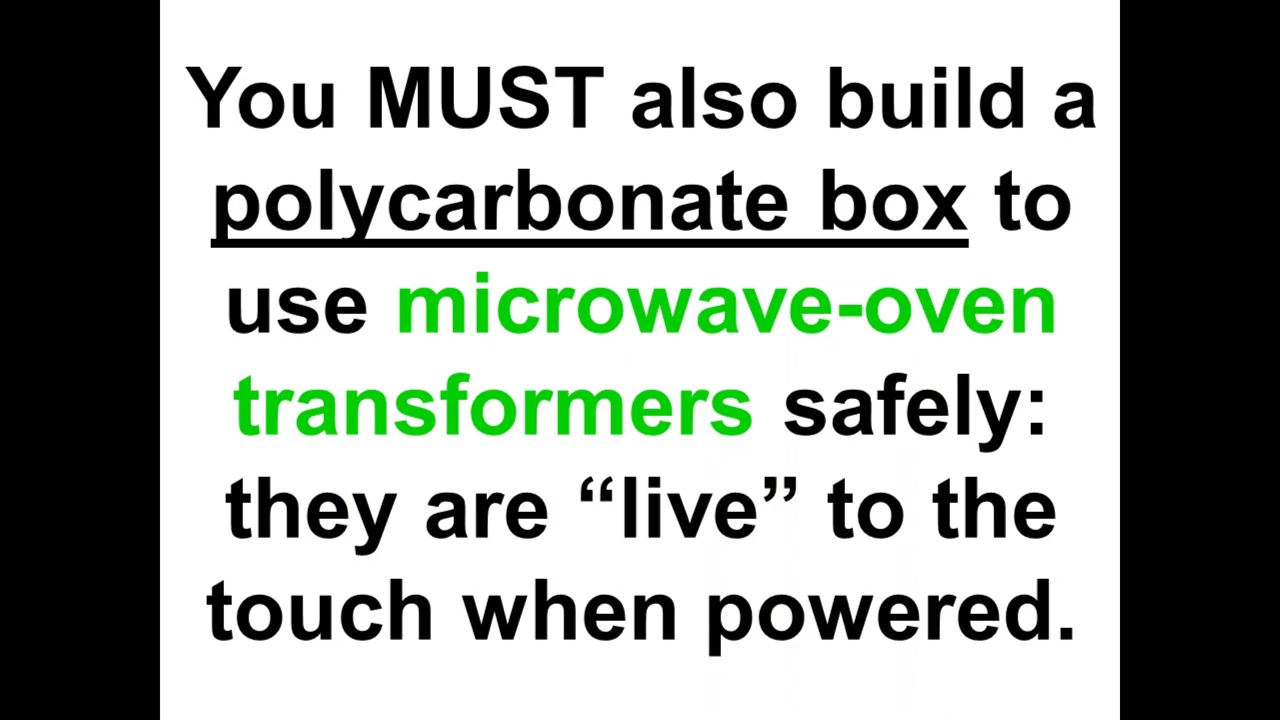 You MUST also build a
polycarbonate box to
use microwave-oven
transformers safely:
they are “live” to the
touch when powered.